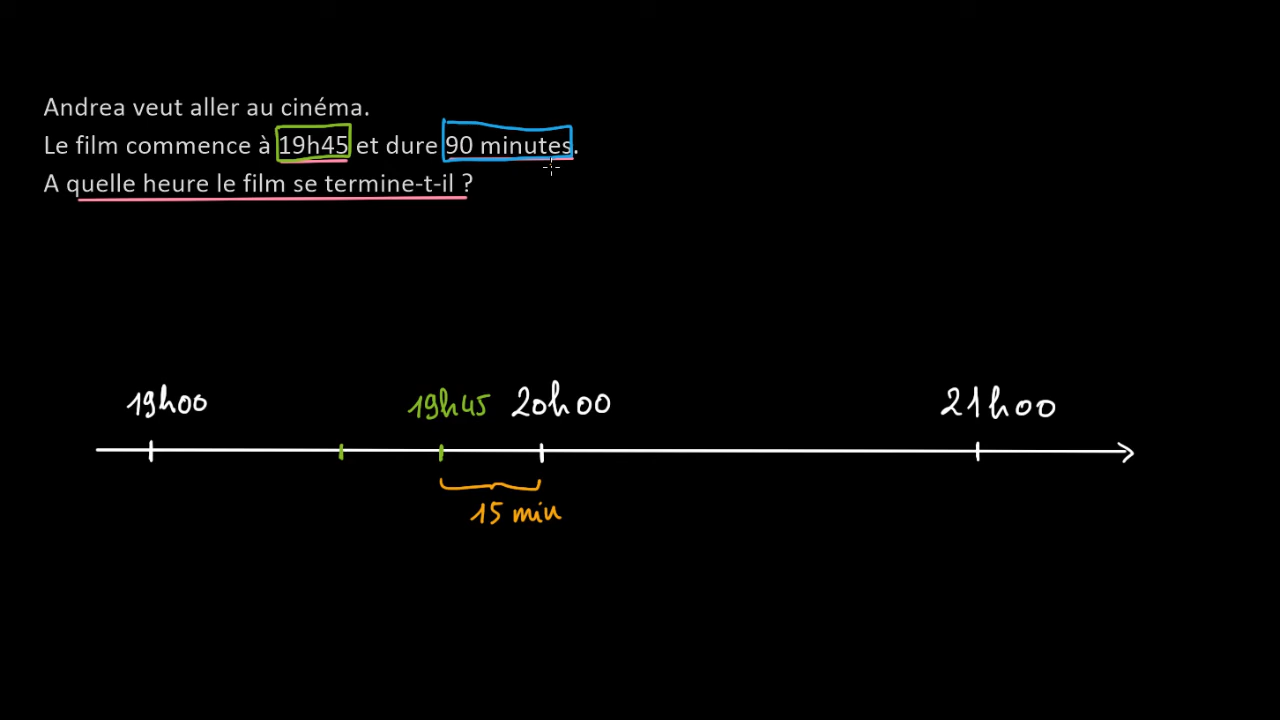 Andrea veut aller au cinéma.
Le film commence à 19h45 et dure 90 minutes.
A quelle heure le film se termine-t-il ?
19h00 19h45 20h00 21h00
15 min